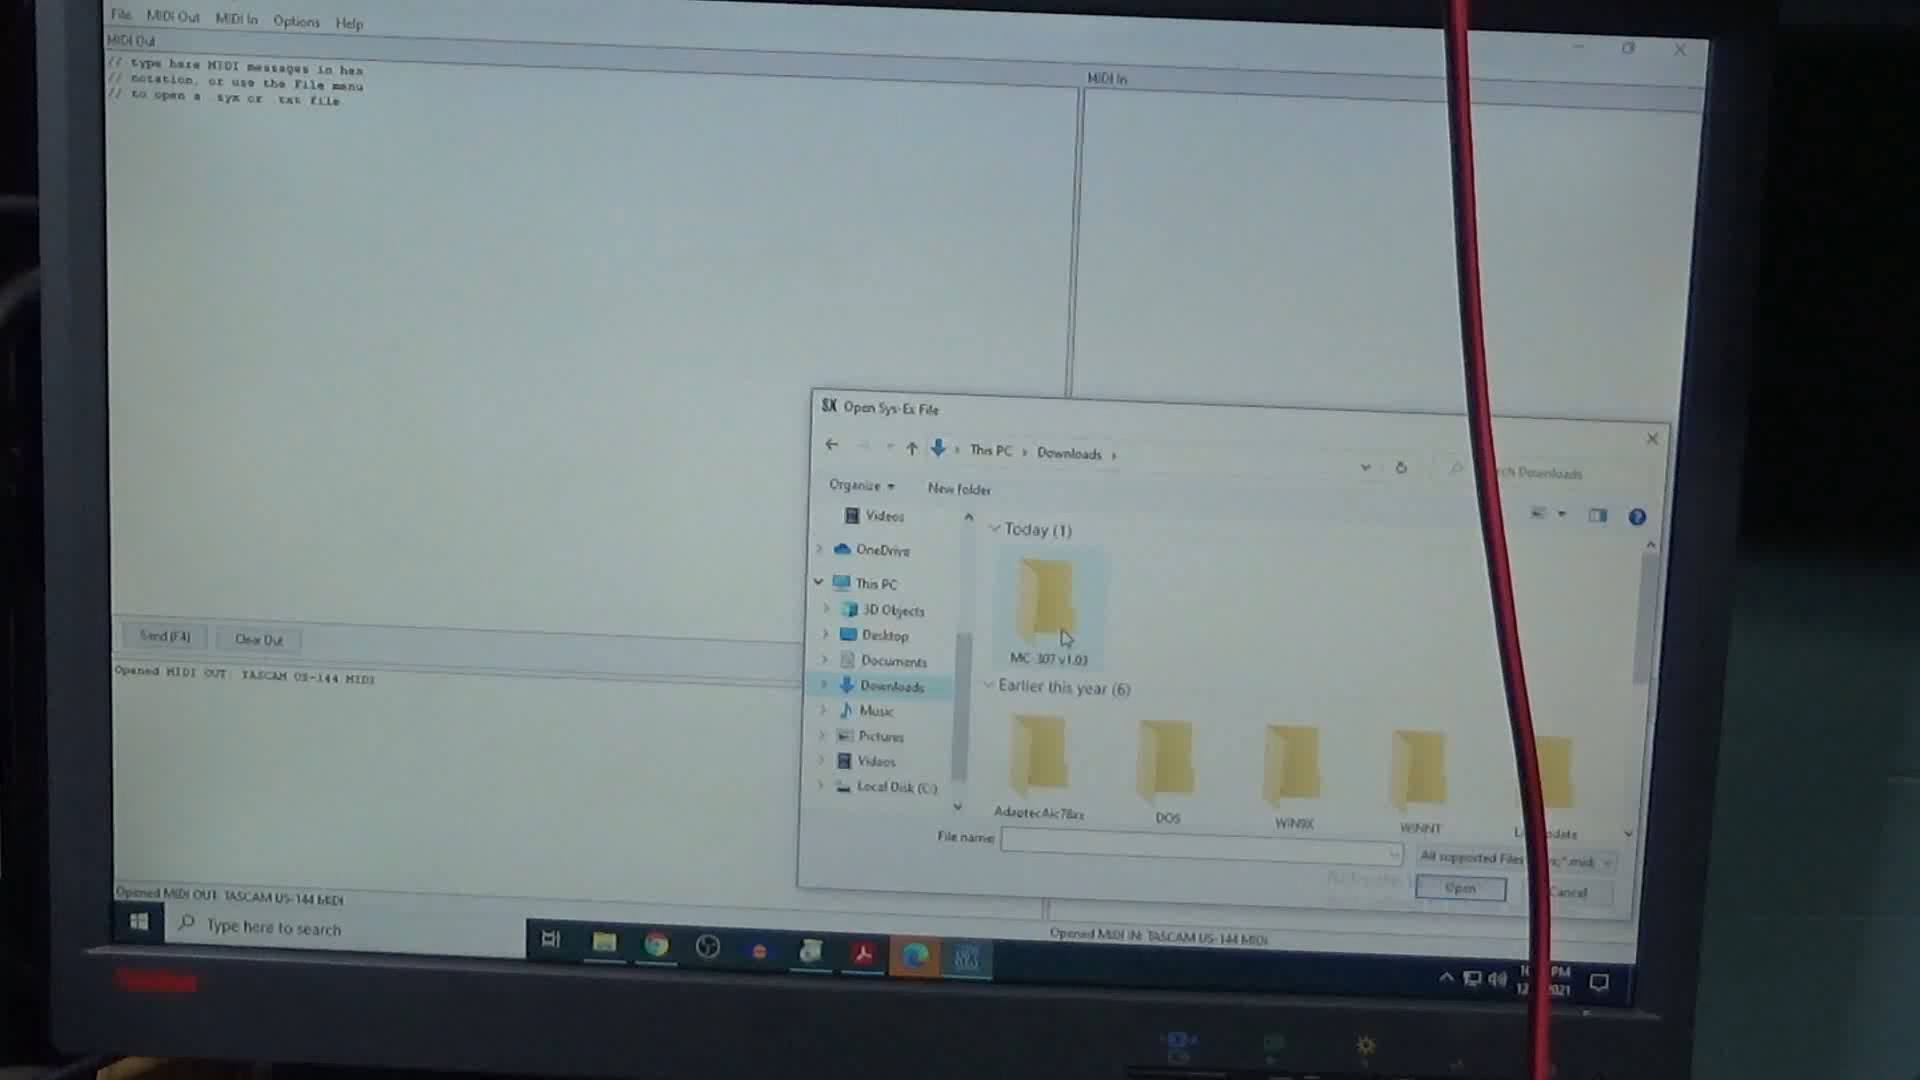 File MIDI Out MIDI In Options Help
MIDI Out
// type here MIDI messages in hex
// notation, or use the File menu
// to open a .syx or .txt file
MIDI In
SX Open Sys-Ex File
This PC › Downloads ›
Downloads
Organize
New folder
Videos
OneDrive
This PC
3D Objects
Desktop
Documents
Downloads
Music
Pictures
Videos
Local Disk (C:)
Today (1)
MC-307 v1.03
Earlier this year (6)
AdaptecAic78xx
DOS
WIN9X
WINNT
File name:
All supported Files
Open
Cancel
Send (F4)
Clear Out
Opened MIDI OUT: TASCAM US-144 MIDI
Opened MIDI OUT: TASCAM US-144 MIDI
Opened MIDI IN: TASCAM US-144 MIDI
Type here to search
PM